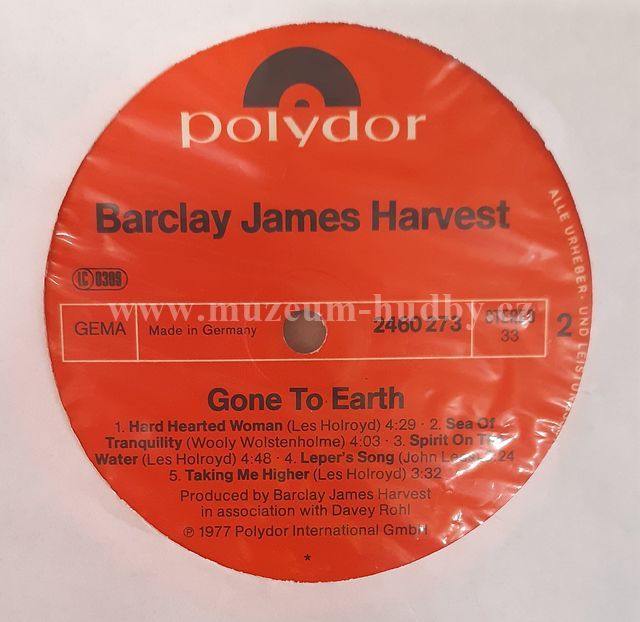 polydor
Barclay James Harvest
LC 0309
www.muzeum-hudby.cz
GEMA Made in Germany 2460 273 STEREO 33 2
Gone To Earth
1. Hard Hearted Woman (Les Holroyd) 4:29 · 2. Sea Of
Tranquility (Wooly Wolstenholme) 4:03 · 3. Spirit On The
Water (Les Holroyd) 4:48 · 4. Leper's Song (John Lees) :24
5. Taking Me Higher (Les Holroyd) 3:32
Produced by Barclay James Harvest
in association with Davey Rohl
℗ 1977 Polydor International GmbH
*
ALLE URHEBER- UND